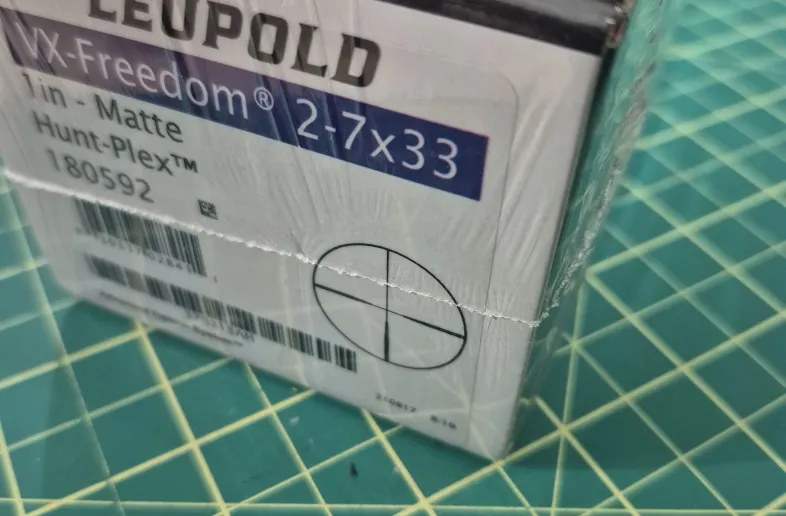 LEUPOLD
VX-Freedom® 2-7x33
1in - Matte
Hunt-Plex™
180592